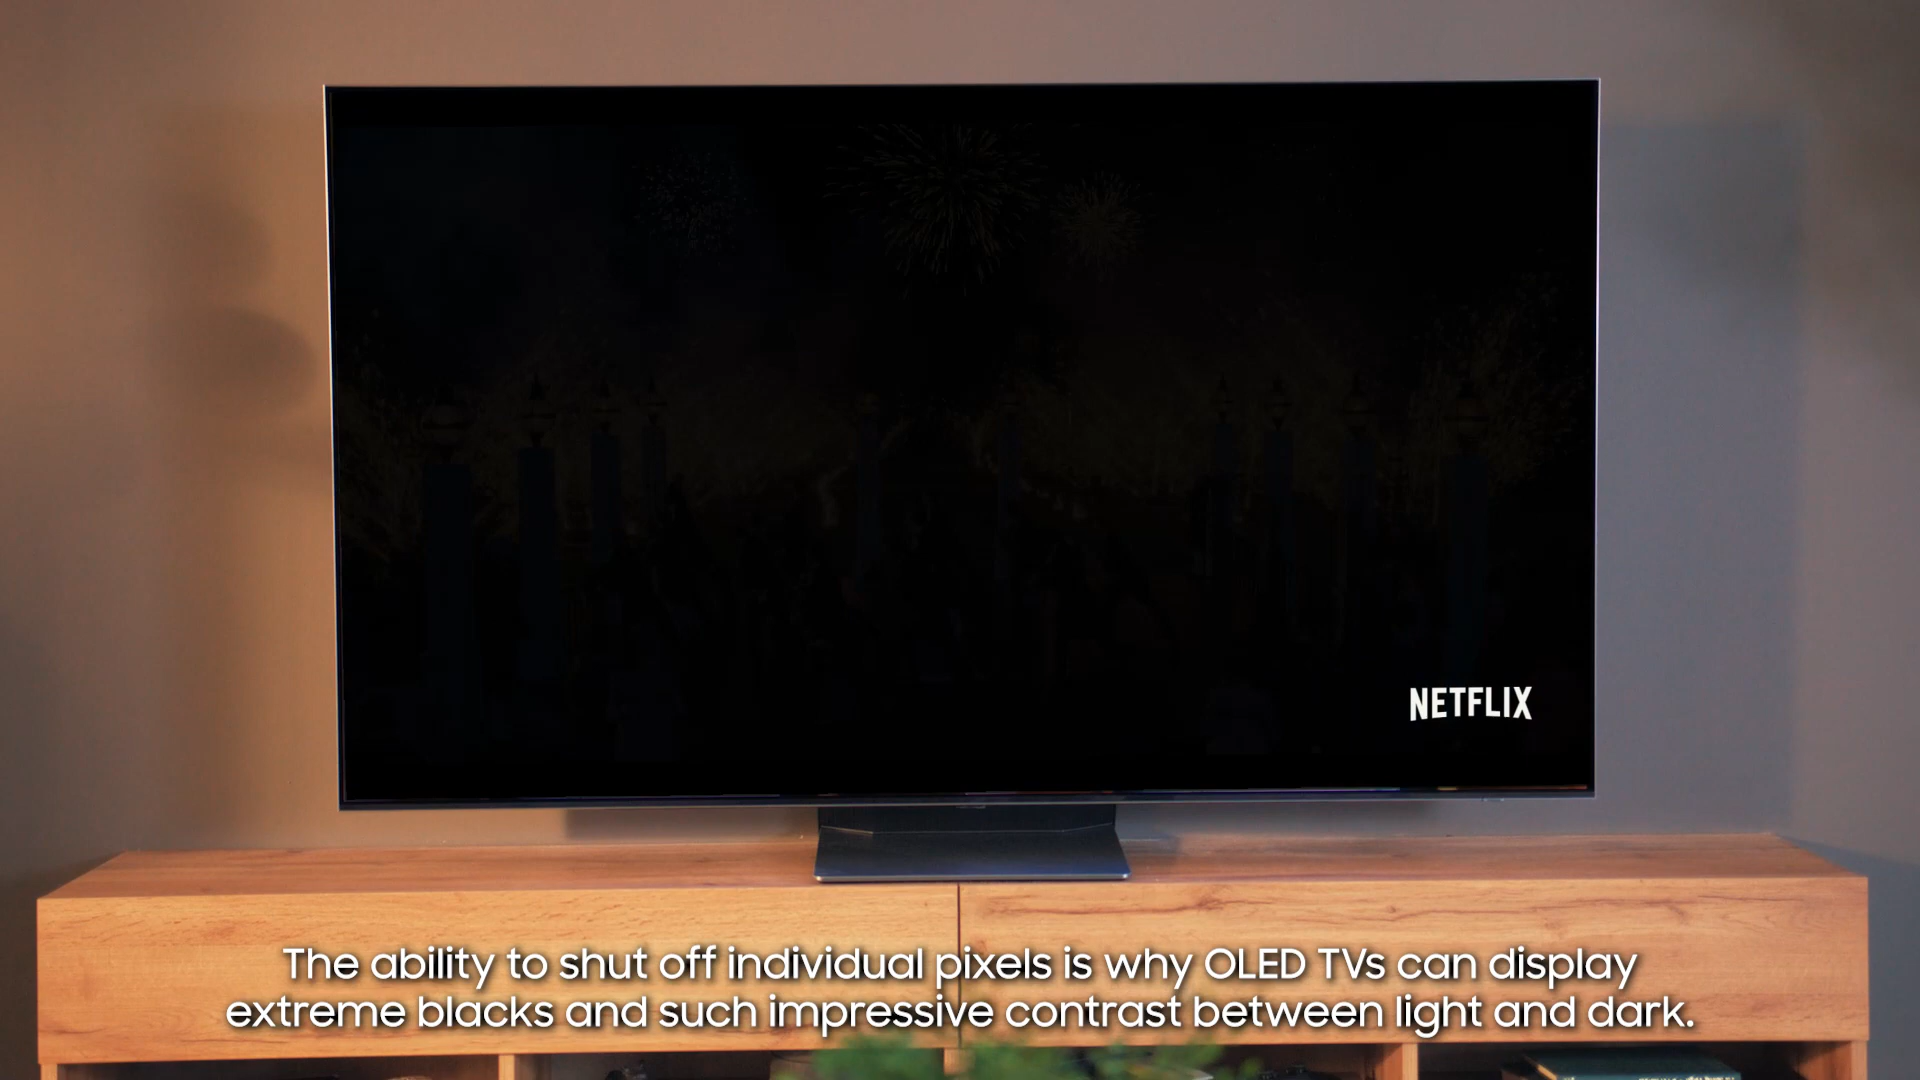 NETFLIX
The ability to shut off individual pixels is why OLED TVs can display
extreme blacks and such impressive contrast between light and dark.